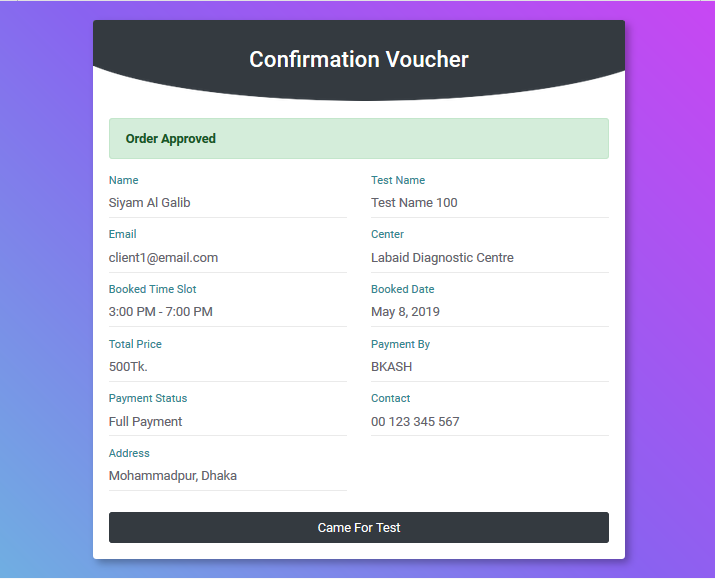 Confirmation Voucher
Order Approved
Name
Siyam Al Galib
Test Name
Test Name 100
Email
client1@email.com
Center
Labaid Diagnostic Centre
Booked Time Slot
3:00 PM - 7:00 PM
Booked Date
May 8, 2019
Total Price
500Tk.
Payment By
BKASH
Payment Status
Full Payment
Contact
00 123 345 567
Address
Mohammadpur, Dhaka
Came For Test